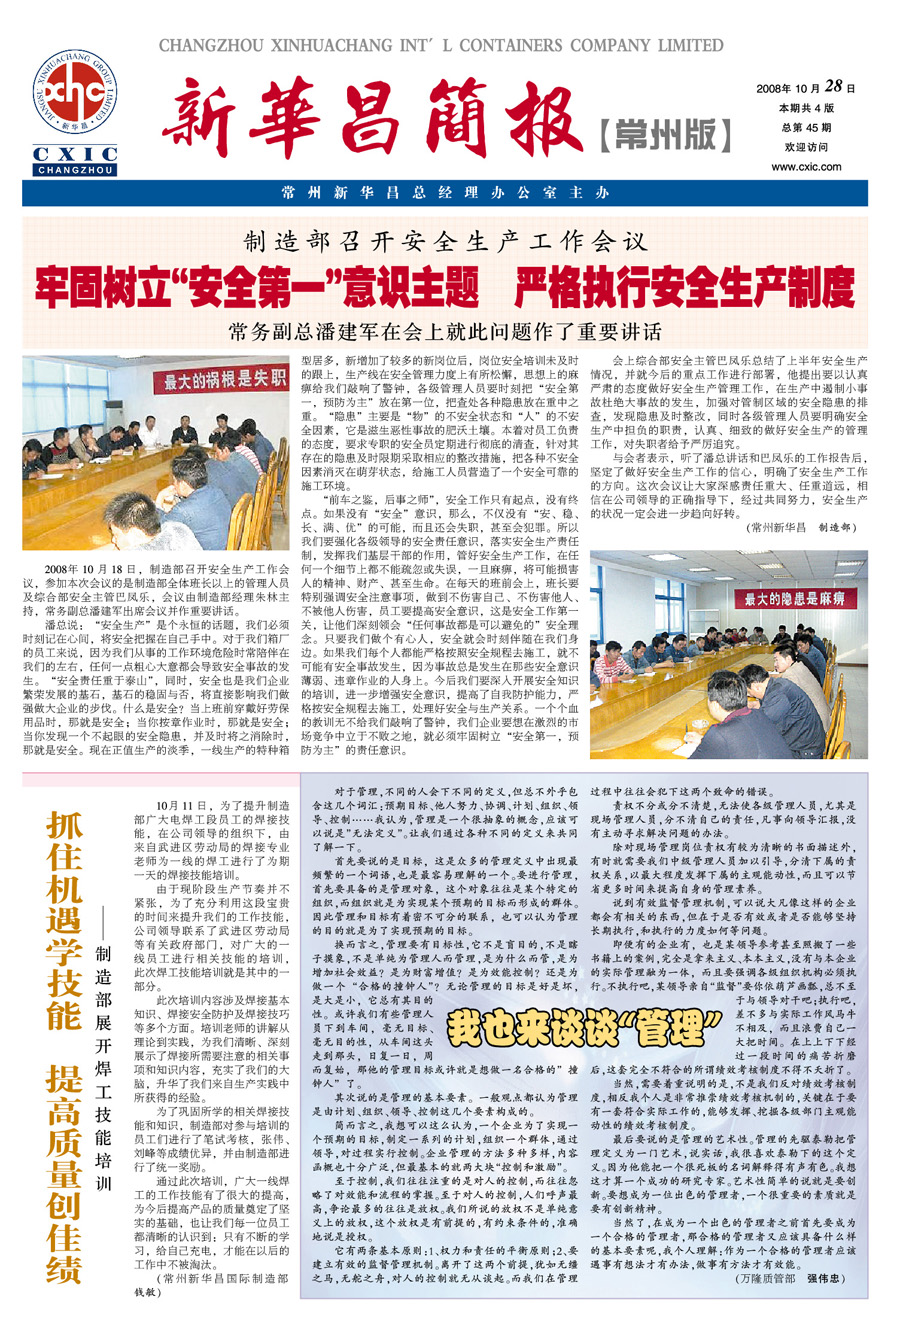 CHANGZHOU XINHUACHANG INT' L CONTAINERS COMPANY LIMITED
JIANGSU XINHUACHANG GROUP LIMITED
xhc
新华昌
CXIC
CHANGZHOU
新華昌簡报【常州版】
2008年 10 月 28 日
本期共 4 版
总第 45 期
欢迎访问
www.cxic.com
常州新华昌总经理办公室主办
制造部召开安全生产工作会议
牢固树立“安全第一”意识主题 严格执行安全生产制度
常务副总潘建军在会上就此问题作了重要讲话
最大的祸根是失职
2008年 10 月 18 日，制造部召开安全生产工作会
议，参加本次会议的是制造部全体班长以上的管理人员
及综合部安全主管巴凤乐，会议由制造部经理朱林主
持，常务副总潘建军出席会议并作重要讲话。
潘总说：“安全生产”是个永恒的话题，我们必须
时刻记在心间，将安全把握在自己手中。对于我们箱厂
的员工来说，因为我们从事的工作环境危险时常陪伴在
我们的左右，任何一点粗心大意都会导致安全事故的发
生。“安全责任重于泰山”，同时，安全也是我们企业
繁荣发展的基石，基石的稳固与否，将直接影响我们做
强做大企业的步伐。什么是安全？当上班前穿戴好劳保
用品时，那就是安全；当你按章作业时，那就是安全；
当你发现一个不起眼的安全隐患，并及时将之消除时，
那就是安全。现在正值生产的淡季，一线生产的特种箱
型居多，新增加了较多的新岗位后，岗位安全培训未及时
的跟上，生产线在安全管理力度上有所松懈，思想上的麻
痹给我们敲响了警钟，各级管理人员要时刻把“安全第
一，预防为主”放在第一位，把查处各种隐患放在重中之
重。“隐患”主要是“物”的不安全状态和“人”的不安
全因素，它是滋生恶性事故的肥沃土壤。本着对员工负责
的态度，要求专职的安全员定期进行彻底的清查，针对其
存在的隐患及时限期采取相应的整改措施，把各种不安全
因素消灭在萌芽状态，给施工人员营造了一个安全可靠的
施工环境。
“前车之鉴，后事之师”，安全工作只有起点，没有终
点。如果没有“安全”意识，那么，不仅没有“安、稳、
长、满、优”的可能，而且还会失职，甚至会犯罪。所以
我们要强化各级领导的安全责任意识，落实安全生产责任
制，发挥我们基层干部的作用，管好安全生产工作，在任
何一个细节上都不能疏忽或失误，一旦麻痹，将可能损害
人的精神、财产、甚至生命。在每天的班前会上，班长要
特别强调安全注意事项，做到不伤害自己、不伤害他人、
不被他人伤害，员工要提高安全意识，这是安全工作第一
关，让他们深刻领会“任何事故都是可以避免的”安全理
念。只要我们做个有心人，安全就会时刻伴随在我们身
边。如果我们每个人都能严格按照安全规程去施工，就不
可能有安全事故发生，因为事故总是发生在那些安全意识
薄弱、违章作业的人身上。今后我们要深入开展安全知识
的培训，进一步增强安全意识，提高了自我防护能力，严
格按安全规程去施工，处理好安全与生产关系。一个个血
的教训无不给我们敲响了警钟，我们企业要想在激烈的市
场竞争中立于不败之地，就必须牢固树立“安全第一，预
防为主”的责任意识。
会上综合部安全主管巴凤乐总结了上半年安全生产
情况，并就今后的重点工作进行部署，他提出要以认真
严肃的态度做好安全生产管理工作，在生产中遏制小事
故杜绝大事故的发生，加强对管制区域的安全隐患的排
查，发现隐患及时整改，同时各级管理人员要明确安全
生产中担负的职责，认真、细致的做好安全生产的管理
工作，对失职者给予严厉追究。
与会者表示，听了潘总讲话和巴凤乐的工作报告后，
坚定了做好安全生产工作的信心，明确了安全生产工作
的方向。这次会议让大家深感责任重大、任重道远，相
信在公司领导的正确指导下，经过共同努力，安全生产
的状况一定会进一步趋向好转。
(常州新华昌 制造部)
最大的隐患是麻痹
抓住机遇学技能 提高质量创佳绩
——制造部展开焊工技能培训
10月 11 日，为了提升制造
部广大电焊工段员工的焊接技
能，在公司领导的组织下，由
来自武进区劳动局的焊接专业
老师为一线的焊工进行了为期
一天的焊接技能培训。
由于现阶段生产节奏并不
紧张，为了充分利用这段宝贵
的时间来提升我们的工作技能，
公司领导联系了武进区劳动局
等有关政府部门，对广大的一
线员工进行相关技能的培训，
此次焊工技能培训就是其中的一
部分。
此次培训内容涉及焊接基本
知识、焊接安全防护及焊接技巧
等多个方面。培训老师的讲解从
理论到实践，为我们清晰、深刻
展示了焊接所需要注意的相关事
项和知识内容，充实了我们的大
脑，升华了我们来自生产实践中
所获得的经验。
为了巩固所学的相关焊接技
能和知识，制造部对参与培训的
员工们进行了笔试考核，张伟、
刘峰等成绩优异，并由制造部进
行了统一奖励。
通过此次培训，广大一线焊
工的工作技能有了很大的提高，
为今后提高产品的质量奠定了坚
实的基础，也让我们每一位员工
都清晰的认识到；只有不断的学
习，给自己充电，才能在以后的
工作中不被淘汰。
(常州新华昌国际制造部
钱敏)
对于管理,不同的人会下不同的定义,但总不外乎包
含这几个词汇:预期目标、他人努力、协调、计划、组织、领
导、控制……我认为,管理是一个很抽象的概念,应该可
以说是"无法定义"。让我们通过各种不同的定义来共同
了解一下。
首先要说的是目标，这是众多的管理定义中出现最
频繁的一个词语,也是最容易理解的一个。要进行管理，
首先要具备的是管理对象，这个对象往往是某个特定的
组织,而组织就是为实现某个预期的目标而形成的群体。
因此管理和目标有着密不可分的联系，也可以认为管理
的目的就是为了实现预期的目标。
换而言之,管理要有目标性,它不是盲目的,不是瞎
子摸象,不是单纯为管理人而管理,是为什么而管,是为
增加社会效益？是为财富增值？是为效能控制？还是为
做一个“合格的撞钟人”？无论管理的目标是好是坏，
是大是小，它总有其目的
性。或许我们有些管理人
员下到车间，毫无目标、
毫无目的性，从车间这头
走到那头，日复一日，周
而复始，那他的管理目标或许就是想做一名合格的"撞
钟人"了。
其次说的是管理的基本要素。一般观点都认为管理
是由计划、组织、领导、控制这几个要素构成的。
简而言之,我想可以这么认为,一个企业为了实现一
个预期的目标,制定一系列的计划,组织一个群体,通过
领导,对过程实行控制。企业管理的方法多种多样,内容
函概也十分广泛,但最基本的就两大块“控制和激励”。
至于控制,我们往往注重的是对人的控制,而往往忽
略了对效能和流程的掌握。至于对人的控制,人们呼声最
高,争论最多的往往是放权。我们所说的放权不是单纯意
义上的放权,这个放权是有前提的,有约束条件的,准确
地说是授权。
它有两条基本原则:1、权力和责任的平衡原则;2、要
建立有效的监督管理机制。离开了这两个前提,犹如无缰
之马,无舵之舟,对人的控制就无从谈起。而我们在管理
我也来谈谈“管理”
过程中往往会犯下这两个致命的错误。
责权不分或分不清楚,无法使各级管理人员,尤其是
现场管理人员,分不清自己的责任,凡事向领导汇报,没
有主动寻求解决问题的办法。
除对现场管理岗位责权有较为清晰的书面描述外，
有时就需要我们中级管理人员加以引导,分清下属的责
权关系,以最大程度发挥下属的主观能动性,而且可以节
省更多时间来提高自身的管理素养。
说到有效监督管理机制,可以说大凡像这样的企业
都会有相关的东西,但在于是否有效或者是否能够坚持
长期执行,和执行的力度如何等问题。
即使有的企业有，也是某领导参考甚至照搬了一些
书籍上的案例,完全是拿来主义、本本主义,没有与本企业
的实际管理融为一体，而且要强调各级组织机构必须执
行。不执行吧,某领导亲自“监督”要你依葫芦画瓢,总不至
于与领导对干吧;执行吧，
差不多与实际工作风马牛
不相及，而且浪费自己一
大把时间。在上上下下经
过一段时间的痛苦折磨
后,这套完全不符合的所谓绩效考核制度不得不夭折了。
当然,需要着重说明的是,不是我们反对绩效考核制
度,相反我个人是非常推崇绩效考核机制的,关键在于要
有一套符合实际工作的,能够发挥、挖掘各级部门主观能
动性的绩效考核制度。
最后要说的是管理的艺术性。管理的先驱泰勒把管
理定义为一门艺术,说实话,我很喜欢泰勒下的这个定
义。因为他能把一个很死板的名词解释得有声有色。我想
这才算一个成功的研究专家。艺术性简单的说就是要创
新。要想成为一位出色的管理者,一个很重要的素质就是
要有创新精神。
当然了,在成为一个出色的管理者之前首先要成为
一个合格的管理者,那合格的管理者又应该具备什么样
的基本要素呢,我个人理解:作为一个合格的管理者应该
遇事有想法才有办法,做事有方法才有效能。
(万隆质管部 强伟忠)